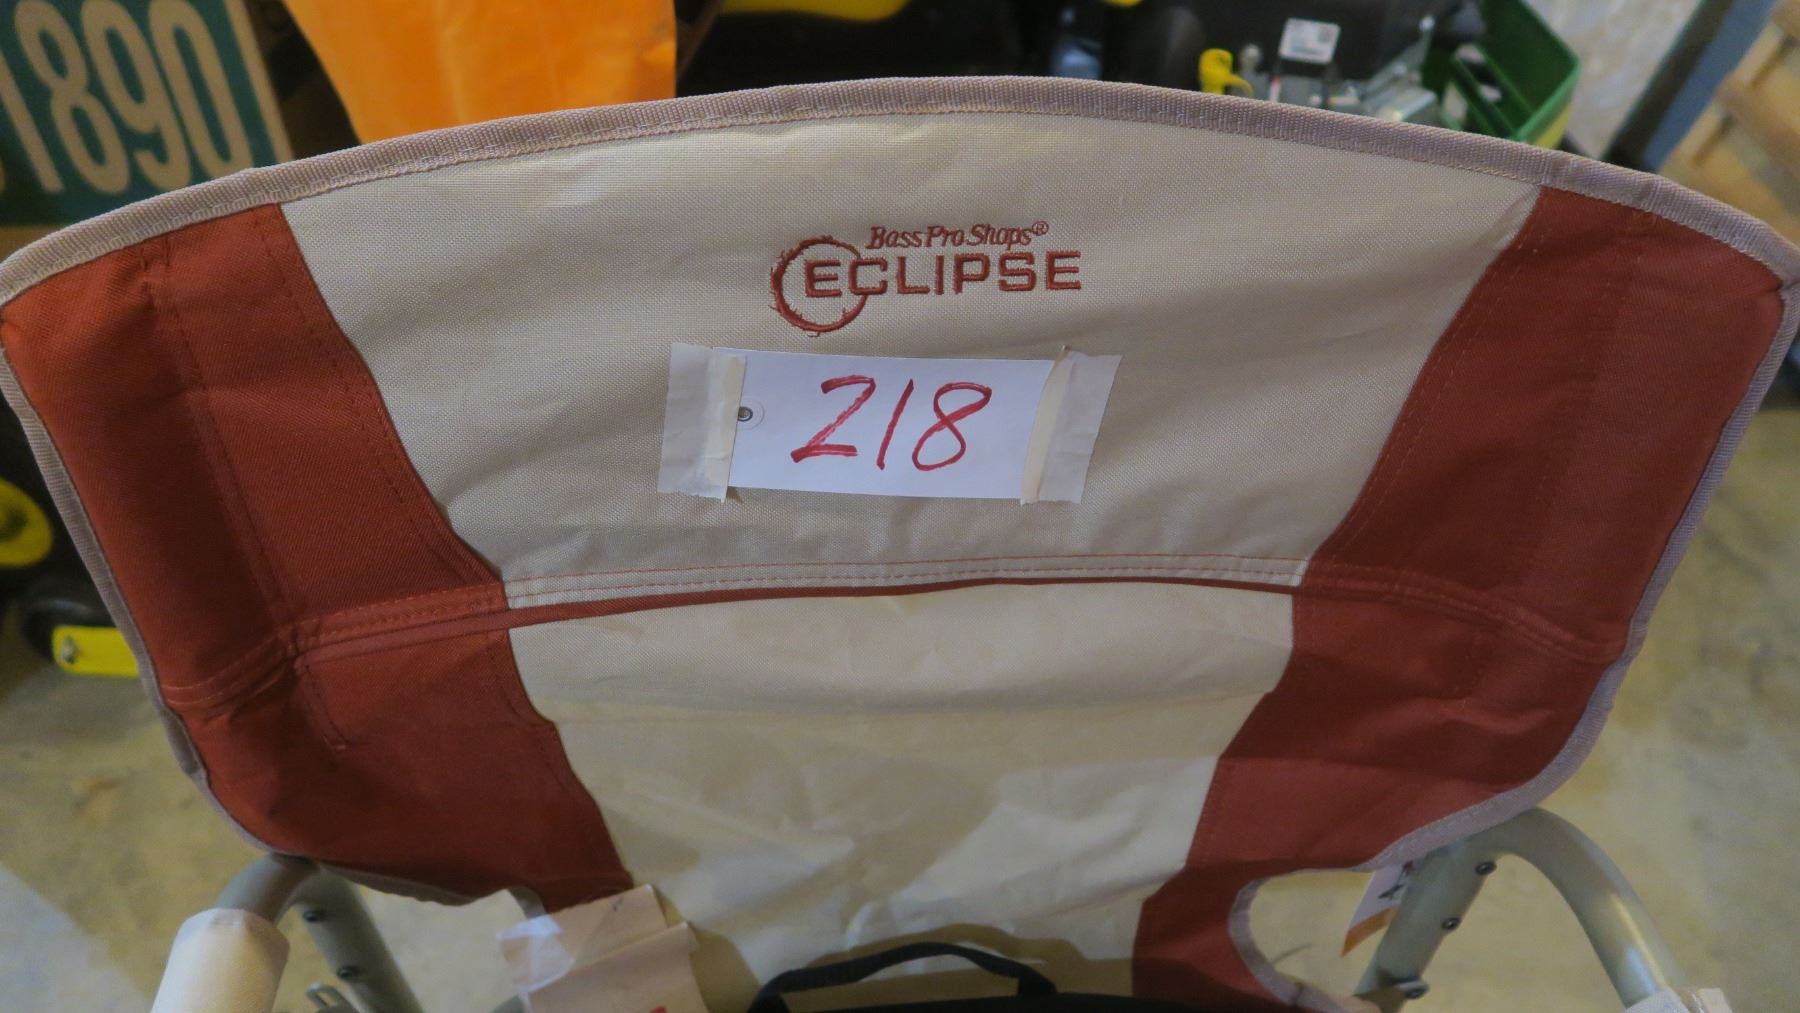 1890
Bass Pro Shops®
ECLIPSE
218